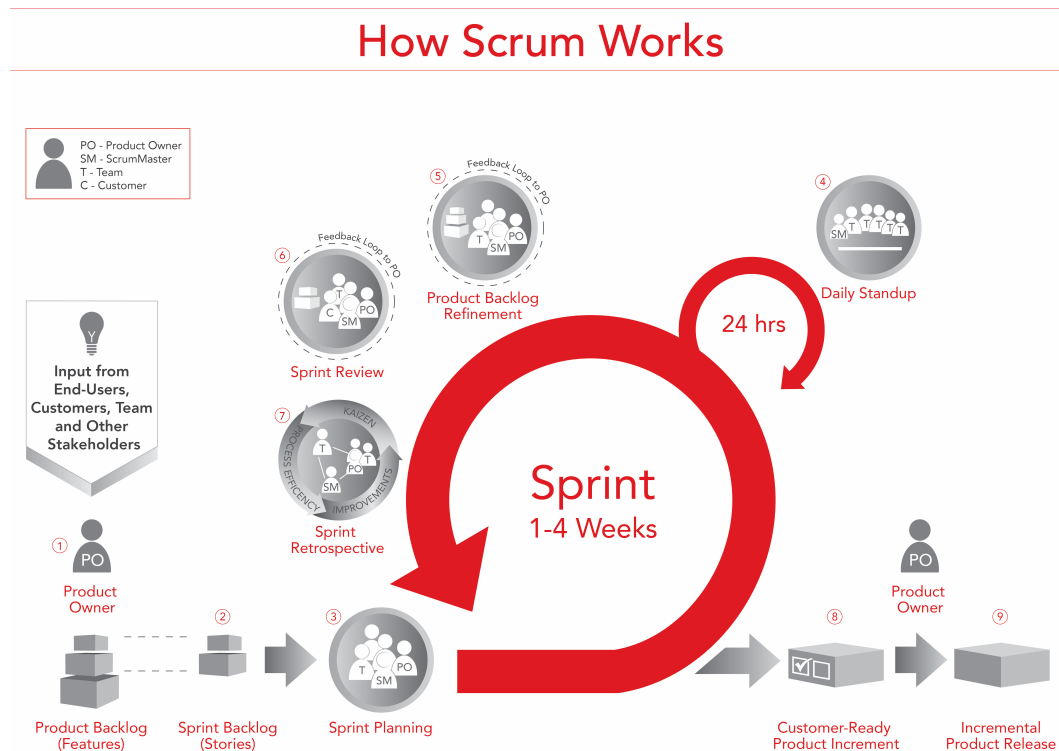 How Scrum Works
PO - Product Owner
SM - ScrumMaster
T - Team
C - Customer
Y
Input from
End-Users,
Customers, Team
and Other
Stakeholders
1
PO
Product
Owner
Product Backlog
(Features)
2
Sprint Backlog
(Stories)
3
T
SM
PO
Sprint Planning
4
SM T T T T T
Daily Standup
24 hrs
5
Feedback Loop to PO
T
SM
PO
Product Backlog
Refinement
6
Feedback Loop to PO
T
C
SM
PO
Sprint Review
7
KAIZEN
PROCESS EFFICENCY
IMPROVEMENTS
T
T
PO
SM
Sprint
Retrospective
Sprint
1-4 Weeks
8
Customer-Ready
Product Increment
PO
Product
Owner
9
Incremental
Product Release